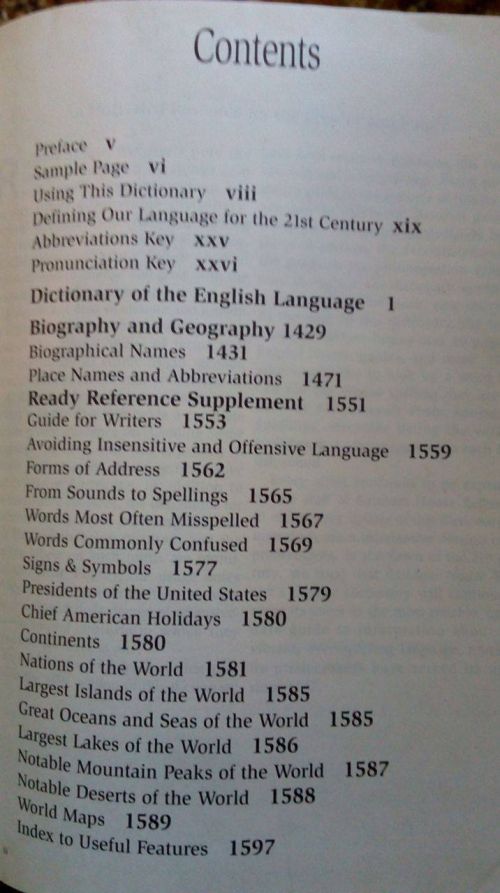 Contents
Preface v
Sample Page vi
Using This Dictionary viii
Defining Our Language for the 21st Century xix
Abbreviations Key xxv
Pronunciation Key xxvi
Dictionary of the English Language 1
Biography and Geography 1429
Biographical Names 1431
Place Names and Abbreviations 1471
Ready Reference Supplement 1551
Guide for Writers 1553
Avoiding Insensitive and Offensive Language 1559
Forms of Address 1562
From Sounds to Spellings 1565
Words Most Often Misspelled 1567
Words Commonly Confused 1569
Signs & Symbols 1577
Presidents of the United States 1579
Chief American Holidays 1580
Continents 1580
Nations of the World 1581
Largest Islands of the World 1585
Great Oceans and Seas of the World 1585
Largest Lakes of the World 1586
Notable Mountain Peaks of the World 1587
Notable Deserts of the World 1588
World Maps 1589
Index to Useful Features 1597